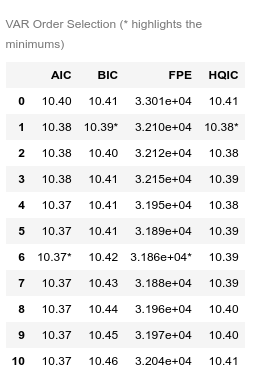 VAR Order Selection (* highlights the
minimums)
AIC BIC FPE HQIC
0 10.40 10.41 3.301e+04 10.41
1 10.38 10.39* 3.210e+04 10.38*
2 10.38 10.40 3.212e+04 10.38
3 10.38 10.41 3.215e+04 10.39
4 10.37 10.41 3.195e+04 10.38
5 10.37 10.41 3.189e+04 10.39
6 10.37* 10.42 3.186e+04* 10.39
7 10.37 10.43 3.188e+04 10.39
8 10.37 10.44 3.196e+04 10.40
9 10.37 10.45 3.197e+04 10.40
10 10.37 10.46 3.204e+04 10.41